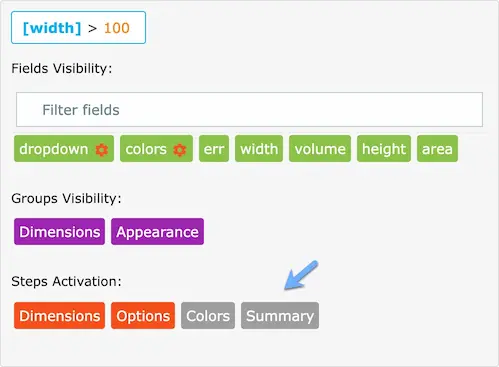 [width] > 100
Fields Visibility:
Filter fields
dropdown colors err width volume height area
Groups Visibility:
Dimensions Appearance
Steps Activation:
Dimensions Options Colors Summary